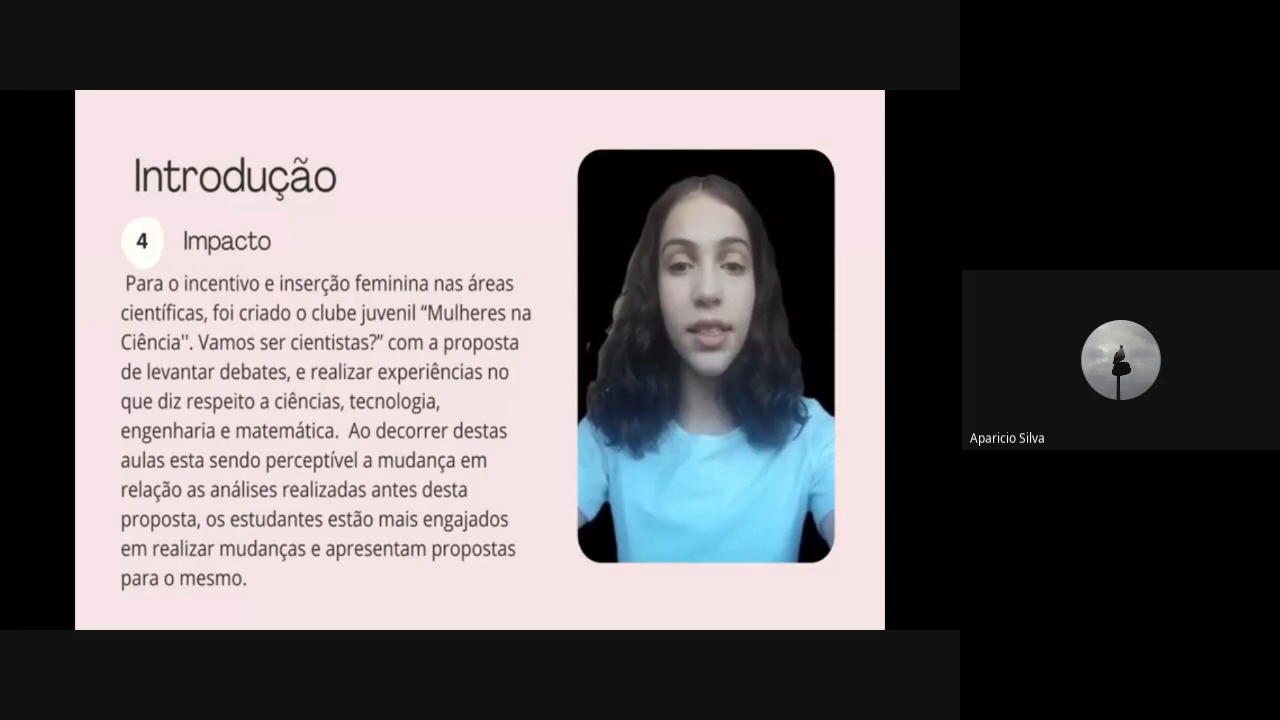 Introdução
4 Impacto
Para o incentivo e inserção feminina nas áreas
científicas, foi criado o clube juvenil “Mulheres na
Ciência''. Vamos ser cientistas?” com a proposta
de levantar debates, e realizar experiências no
que diz respeito a ciências, tecnologia,
engenharia e matemática. Ao decorrer destas
aulas esta sendo perceptível a mudança em
relação as análises realizadas antes desta
proposta, os estudantes estão mais engajados
em realizar mudanças e apresentam propostas
para o mesmo.
Aparicio Silva